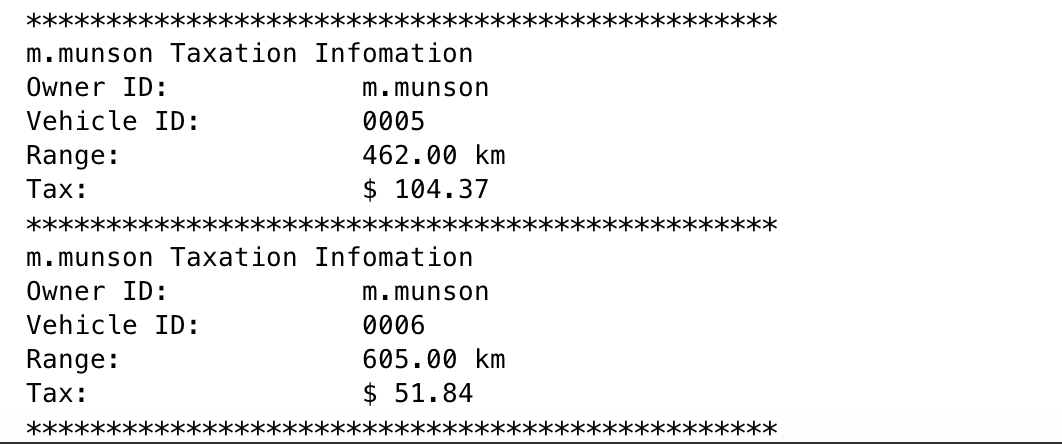 ***********************************************
m.munson Taxation Infomation
Owner ID: m.munson
Vehicle ID: 0005
Range: 462.00 km
Tax: $ 104.37
***********************************************
m.munson Taxation Infomation
Owner ID: m.munson
Vehicle ID: 0006
Range: 605.00 km
Tax: $ 51.84
***********************************************